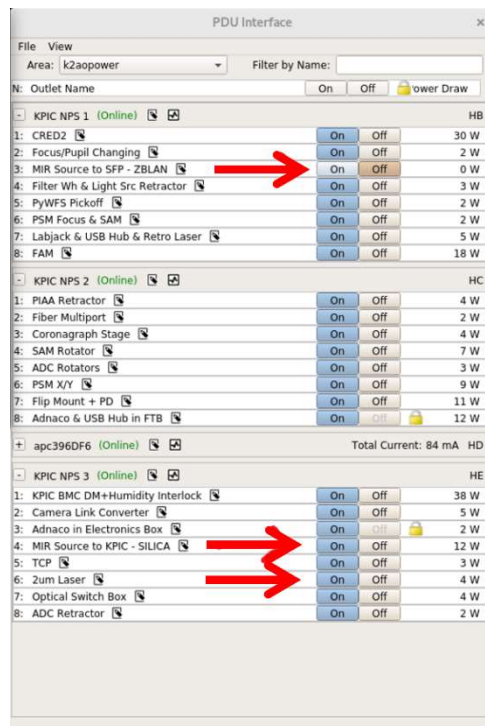 PDU Interface ×
File View
Area: k2aopower Filter by Name:
N: Outlet Name On Off ower Draw
- KPIC NPS 1 (Online) HB
1: CRED2 On Off 30 W
2: Focus/Pupil Changing On Off 2 W
3: MIR Source to SFP - ZBLAN On Off 0 W
4: Filter Wh & Light Src Retractor On Off 3 W
5: PyWFS Pickoff On Off 2 W
6: PSM Focus & SAM On Off 2 W
7: Labjack & USB Hub & Retro Laser On Off 5 W
8: FAM On Off 18 W
- KPIC NPS 2 (Online) HC
1: PIAA Retractor On Off 4 W
2: Fiber Multiport On Off 2 W
3: Coronagraph Stage On Off 4 W
4: SAM Rotator On Off 7 W
5: ADC Rotators On Off 3 W
6: PSM X/Y On Off 9 W
7: Flip Mount + PD On Off 11 W
8: Adnaco & USB Hub in FTB On Off 12 W
+ apc396DF6 (Online) Total Current: 84 mA HD
- KPIC NPS 3 (Online) HE
1: KPIC BMC DM+Humidity Interlock On Off 38 W
2: Camera Link Converter On Off 5 W
3: Adnaco in Electronics Box On Off 2 W
4: MIR Source to KPIC - SILICA On Off 12 W
5: TCP On Off 3 W
6: 2um Laser On Off 4 W
7: Optical Switch Box On Off 4 W
8: ADC Retractor On Off 2 W